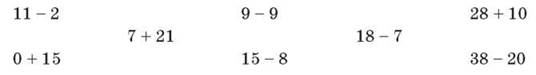 11 – 2 9 – 9 28 + 10
7 + 21 18 – 7
0 + 15 15 – 8 38 – 20